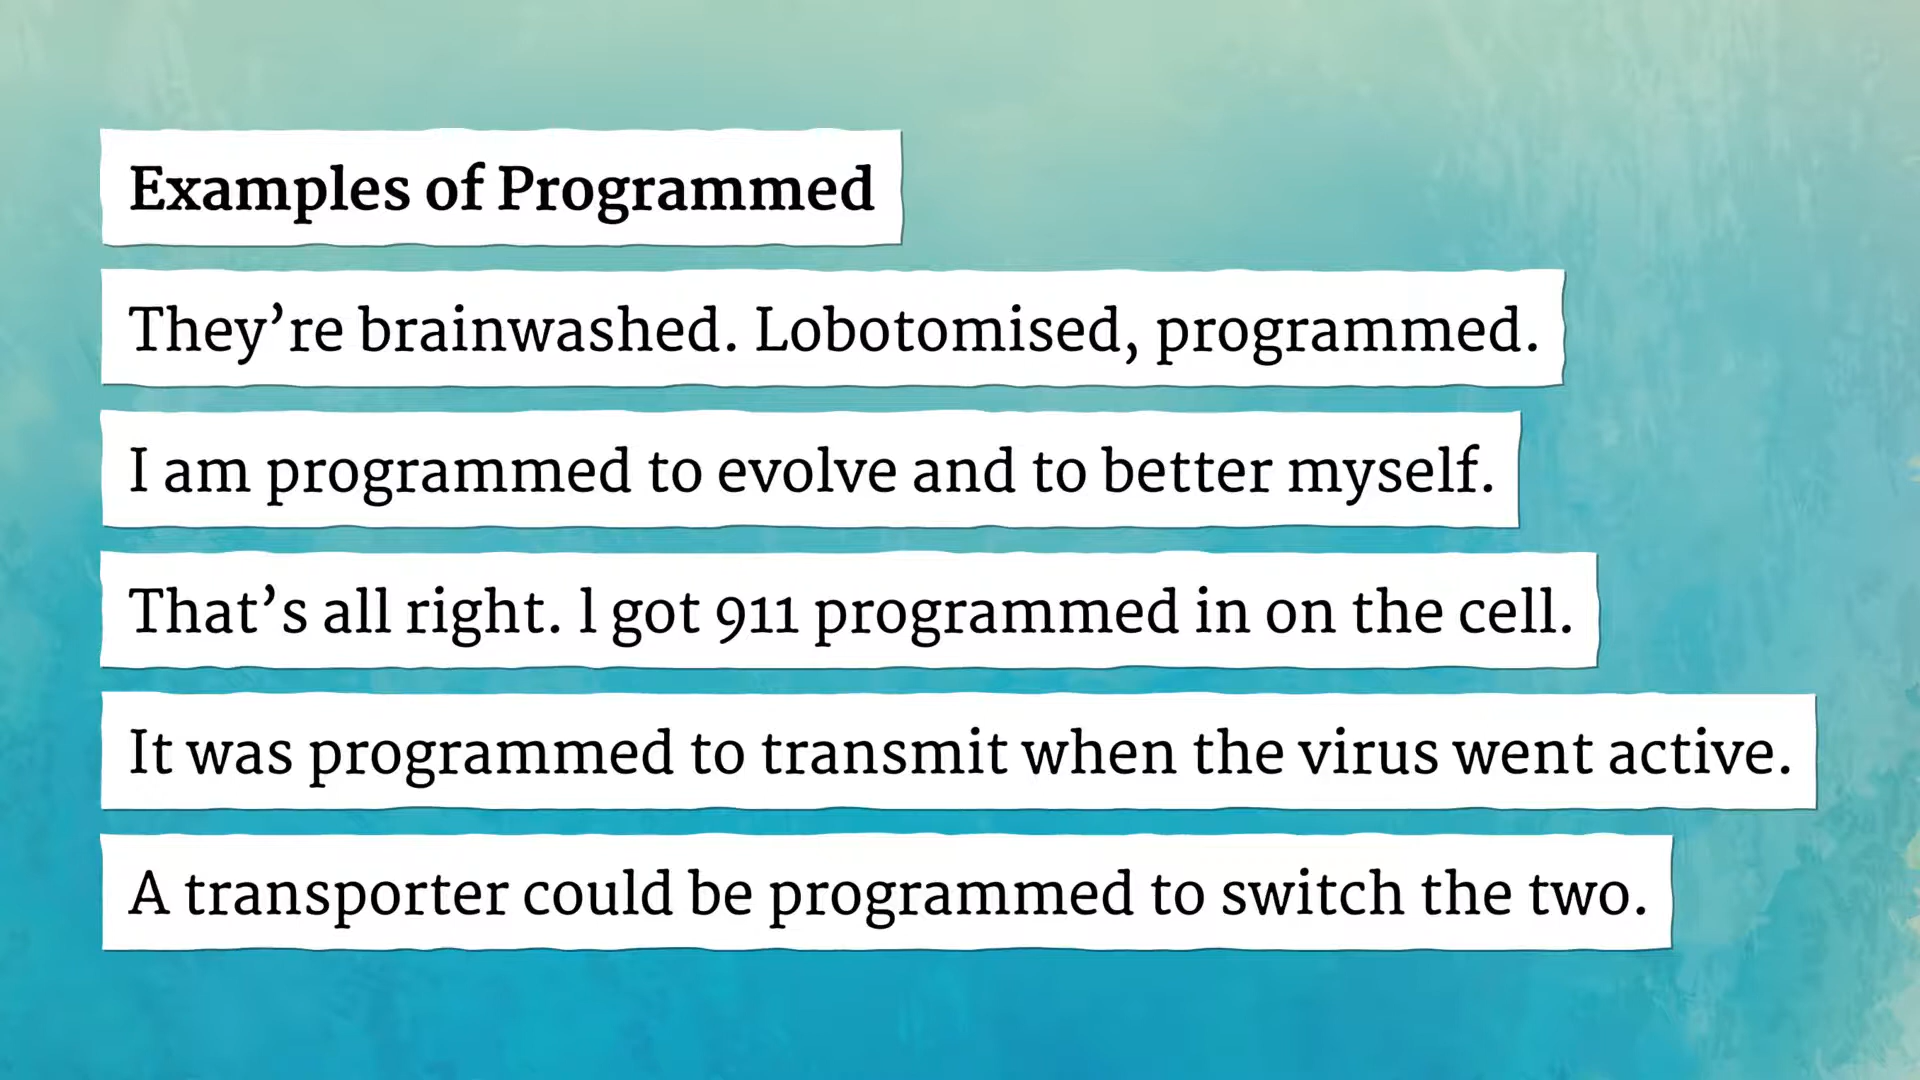 Examples of Programmed
They’re brainwashed. Lobotomised, programmed.
I am programmed to evolve and to better myself.
That’s all right. l got 911 programmed in on the cell.
It was programmed to transmit when the virus went active.
A transporter could be programmed to switch the two.